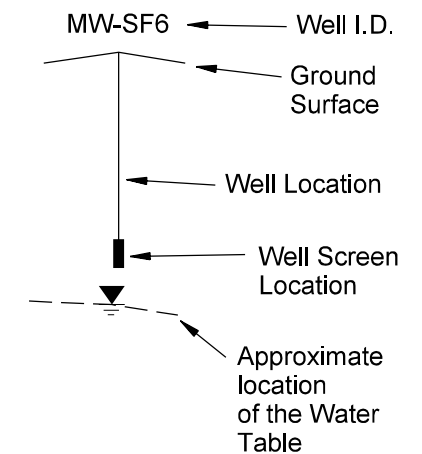 MW-SF6
Well I.D.
Ground
Surface
Well Location
Well Screen
Location
Approximate
location
of the Water
Table